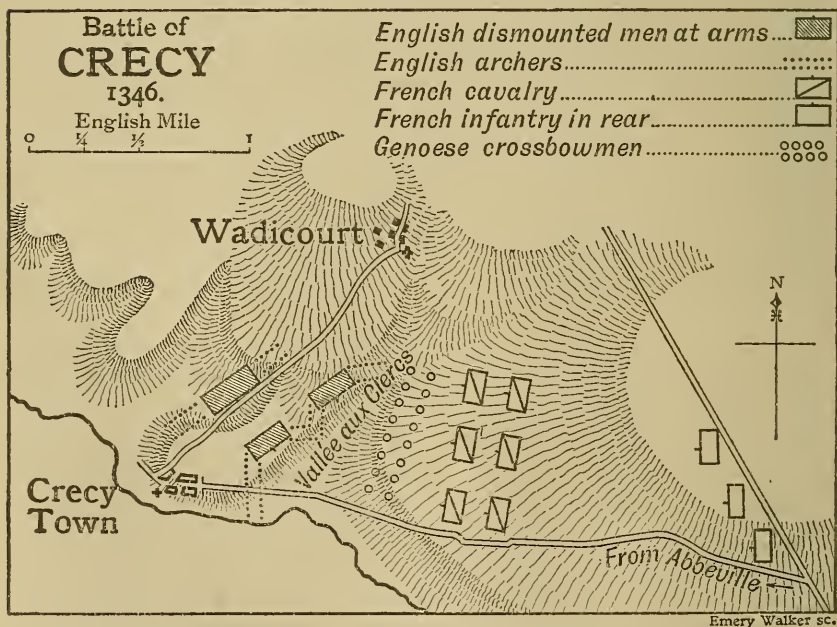 Battle of
CRECY
1346.
English Mile
0 ¼ ½ 1
English dismounted men at arms....
English archers..............................
French cavalry..............................
French infantry in rear..................
Genoese crossbowmen..................
Wadicourt
N
Vallée aux Clercs
Crecy
Town
From Abbeville
Emery Walker sc.